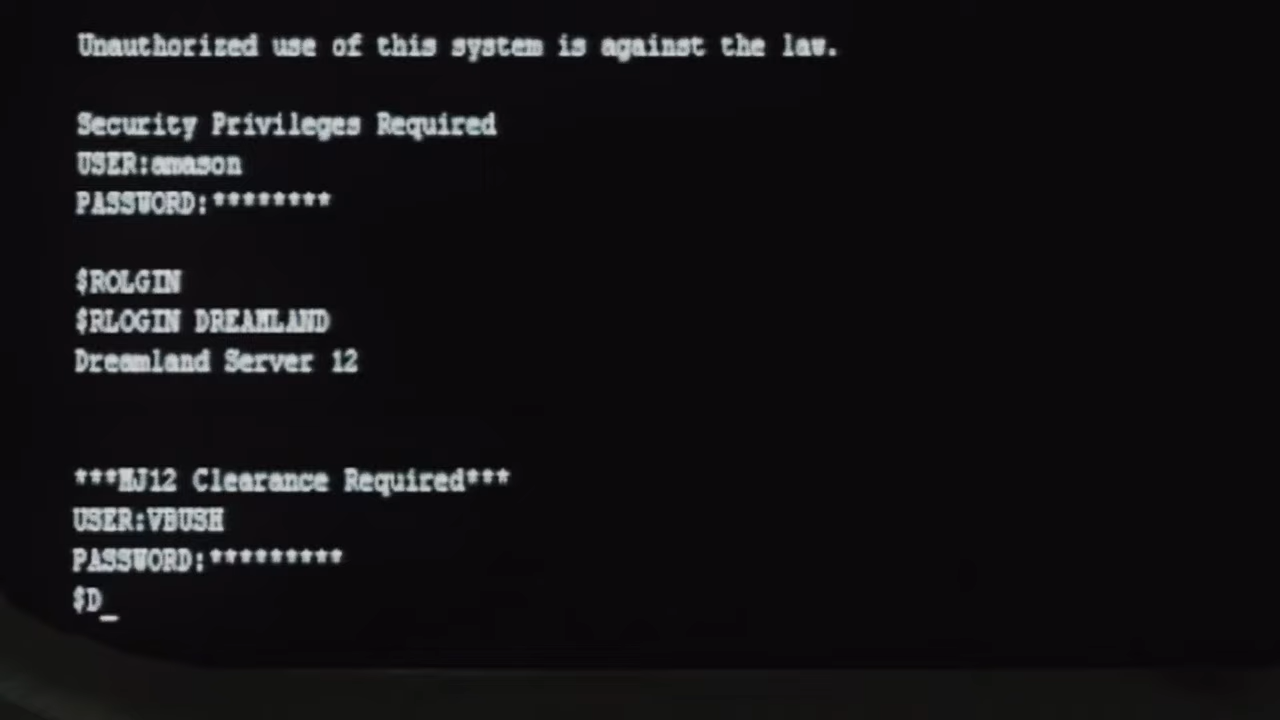 Unauthorized use of this system is against the law.
Security Privileges Required
USER:amason
PASSWORD:********
$ROLGIN
$RLOGIN DREAMLAND
Dreamland Server 12
***MJ12 Clearance Required***
USER:VBUSH
PASSWORD:*********
$D_